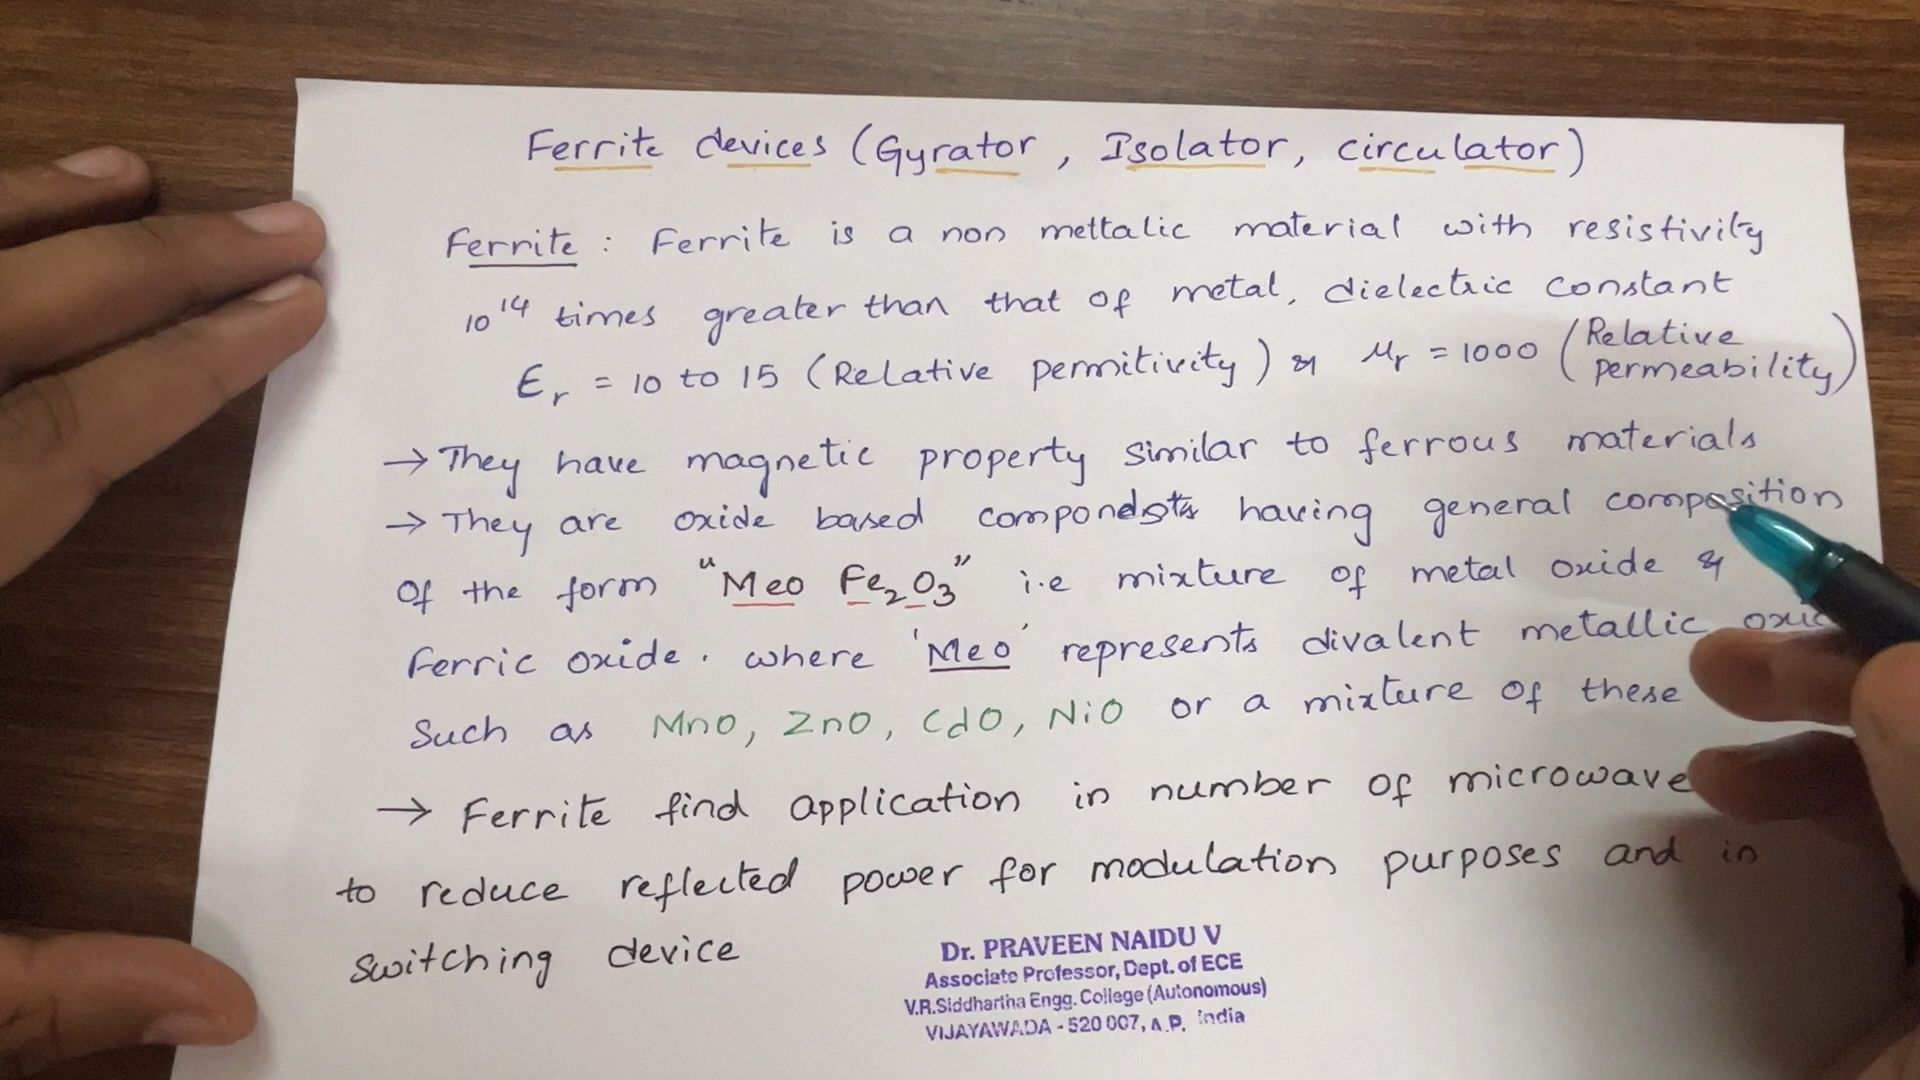 Ferrite devices (Gyrator, Isolator, circulator)
Ferrite : Ferrite is a non mettalic material with resistivity
10^14 times greater than that of metal, dielectric constant
Er = 10 to 15 (Relative permitivity) & μr = 1000 (Relative permeability)
→ They have magnetic property similar to ferrous materials
→ They are oxide based having general composition
of the form "Meo Fe2O3" i.e mixture of metal oxide &
Ferric oxide. where 'Meo' represents divalent metallic
Such as MnO, ZnO, CdO, NiO or a mixture of these
→ Ferrite find application in number of microwave
to reduce reflected power for modulation purposes and in
switching device
Dr. PRAVEEN NAIDU V
Associate Professor, Dept. of ECE
V.R.Siddhartha Engg. College (Autonomous)
VIJAYAWADA - 520 007, A.P. India